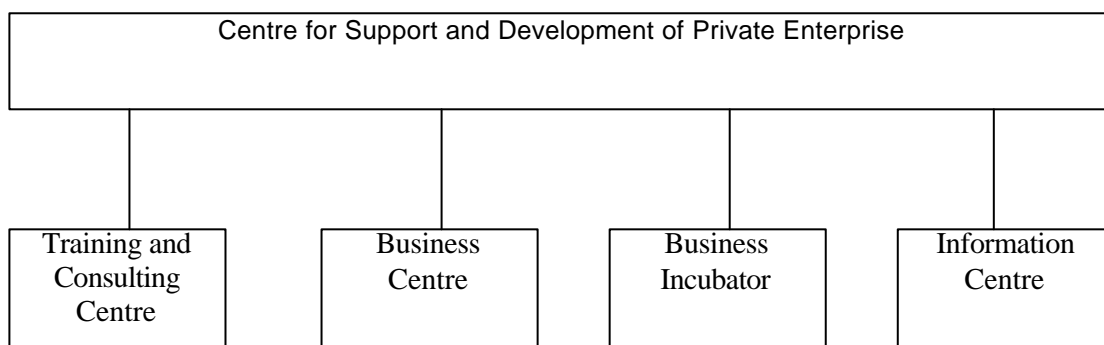 Centre for Support and Development of Private Enterprise
Training and
Consulting
Centre
Business
Centre
Business
Incubator
Information
Centre